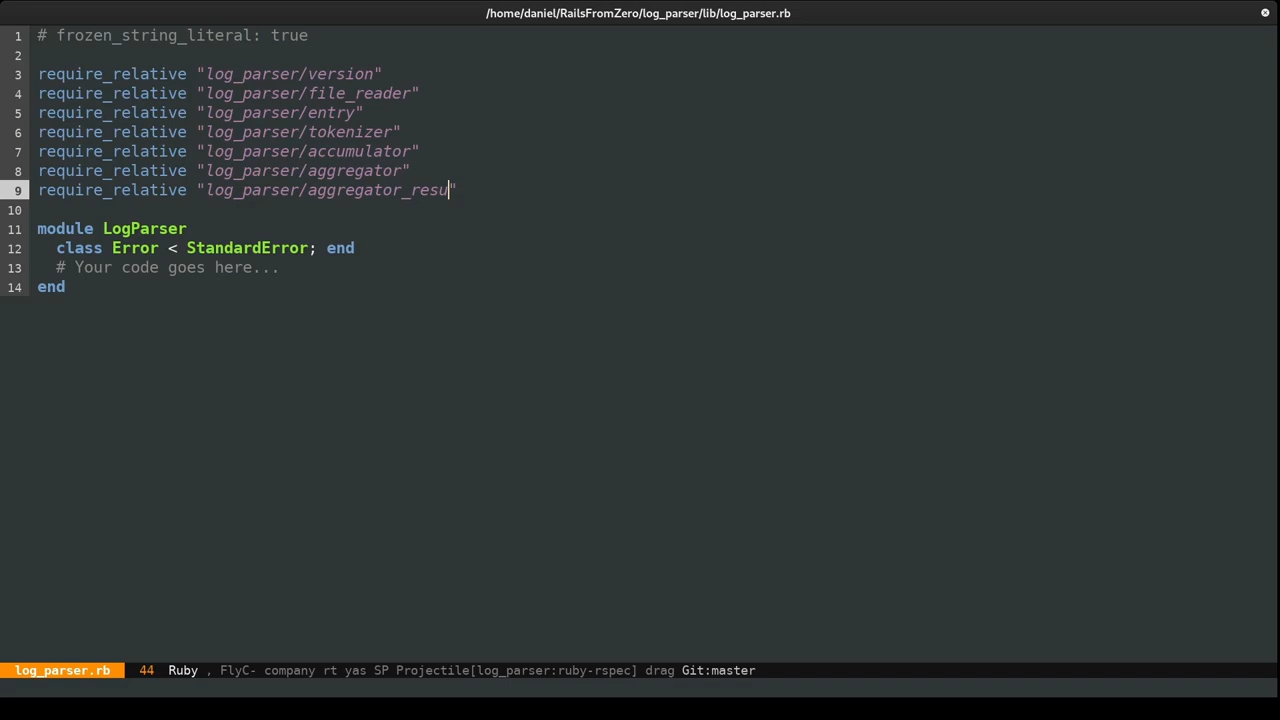 /home/daniel/RailsFromZero/log_parser/lib/log_parser.rb
1 # frozen_string_literal: true
2
3 require_relative "log_parser/version"
4 require_relative "log_parser/file_reader"
5 require_relative "log_parser/entry"
6 require_relative "log_parser/tokenizer"
7 require_relative "log_parser/accumulator"
8 require_relative "log_parser/aggregator"
9 require_relative "log_parser/aggregator_resu"
10
11 module LogParser
12   class Error < StandardError; end
13   # Your code goes here...
14 end
log_parser.rb 44 Ruby , FlyC- company rt yas SP Projectile[log_parser:ruby-rspec] drag Git:master